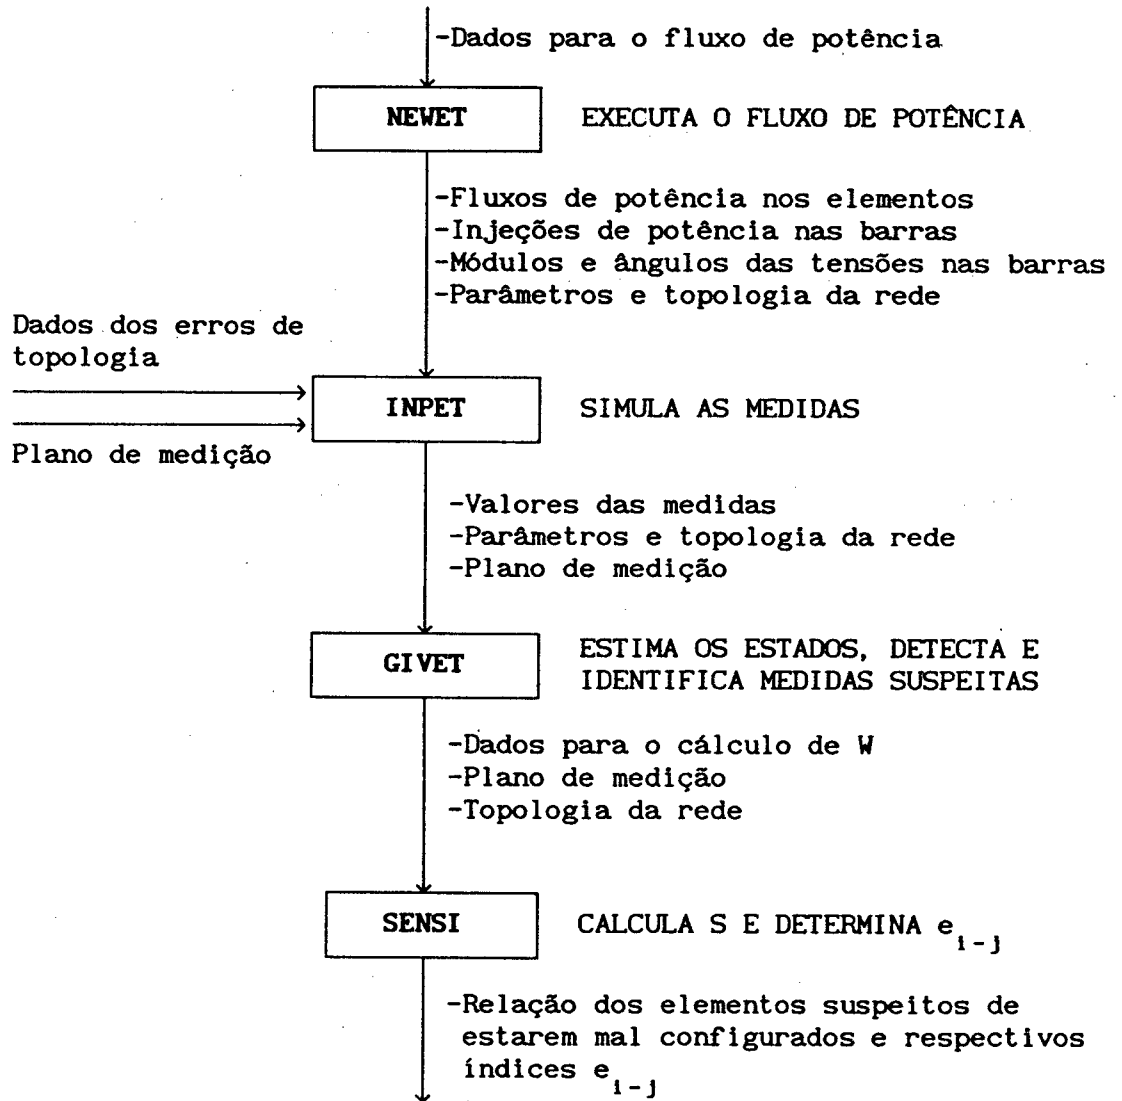 -Dados para o fluxo de potência
NEWET
EXECUTA O FLUXO DE POTÊNCIA
-Fluxos de potência nos elementos
-Injeções de potência nas barras
-Módulos e ângulos das tensões nas barras
-Parâmetros e topologia da rede
Dados dos erros de
topologia
INPET
SIMULA AS MEDIDAS
Plano de medição
-Valores das medidas
-Parâmetros e topologia da rede
-Plano de medição
GIVET
ESTIMA OS ESTADOS, DETECTA E
IDENTIFICA MEDIDAS SUSPEITAS
-Dados para o cálculo de W
-Plano de medição
-Topologia da rede
SENSI
CALCULA S E DETERMINA e i-j
-Relação dos elementos suspeitos de
estarem mal configurados e respectivos
índices e i-j